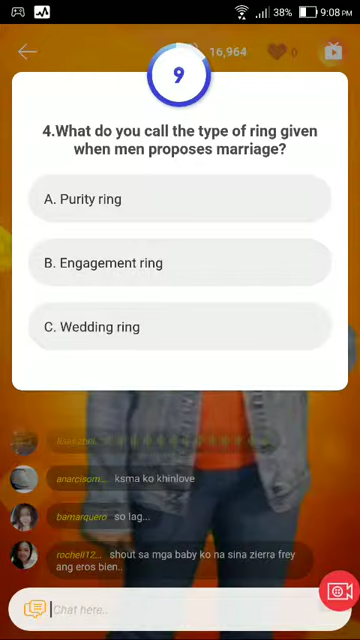 38% 9:08 PM
16,964 0
9
4.What do you call the type of ring given
when men proposes marriage?
A. Purity ring
B. Engagement ring
C. Wedding ring
anarcisom... ksma ko khinlove
bamarquero so lag...
rochell12... shout sa mga baby ko na sina zierra frey
ang eros bien..
Chat here..